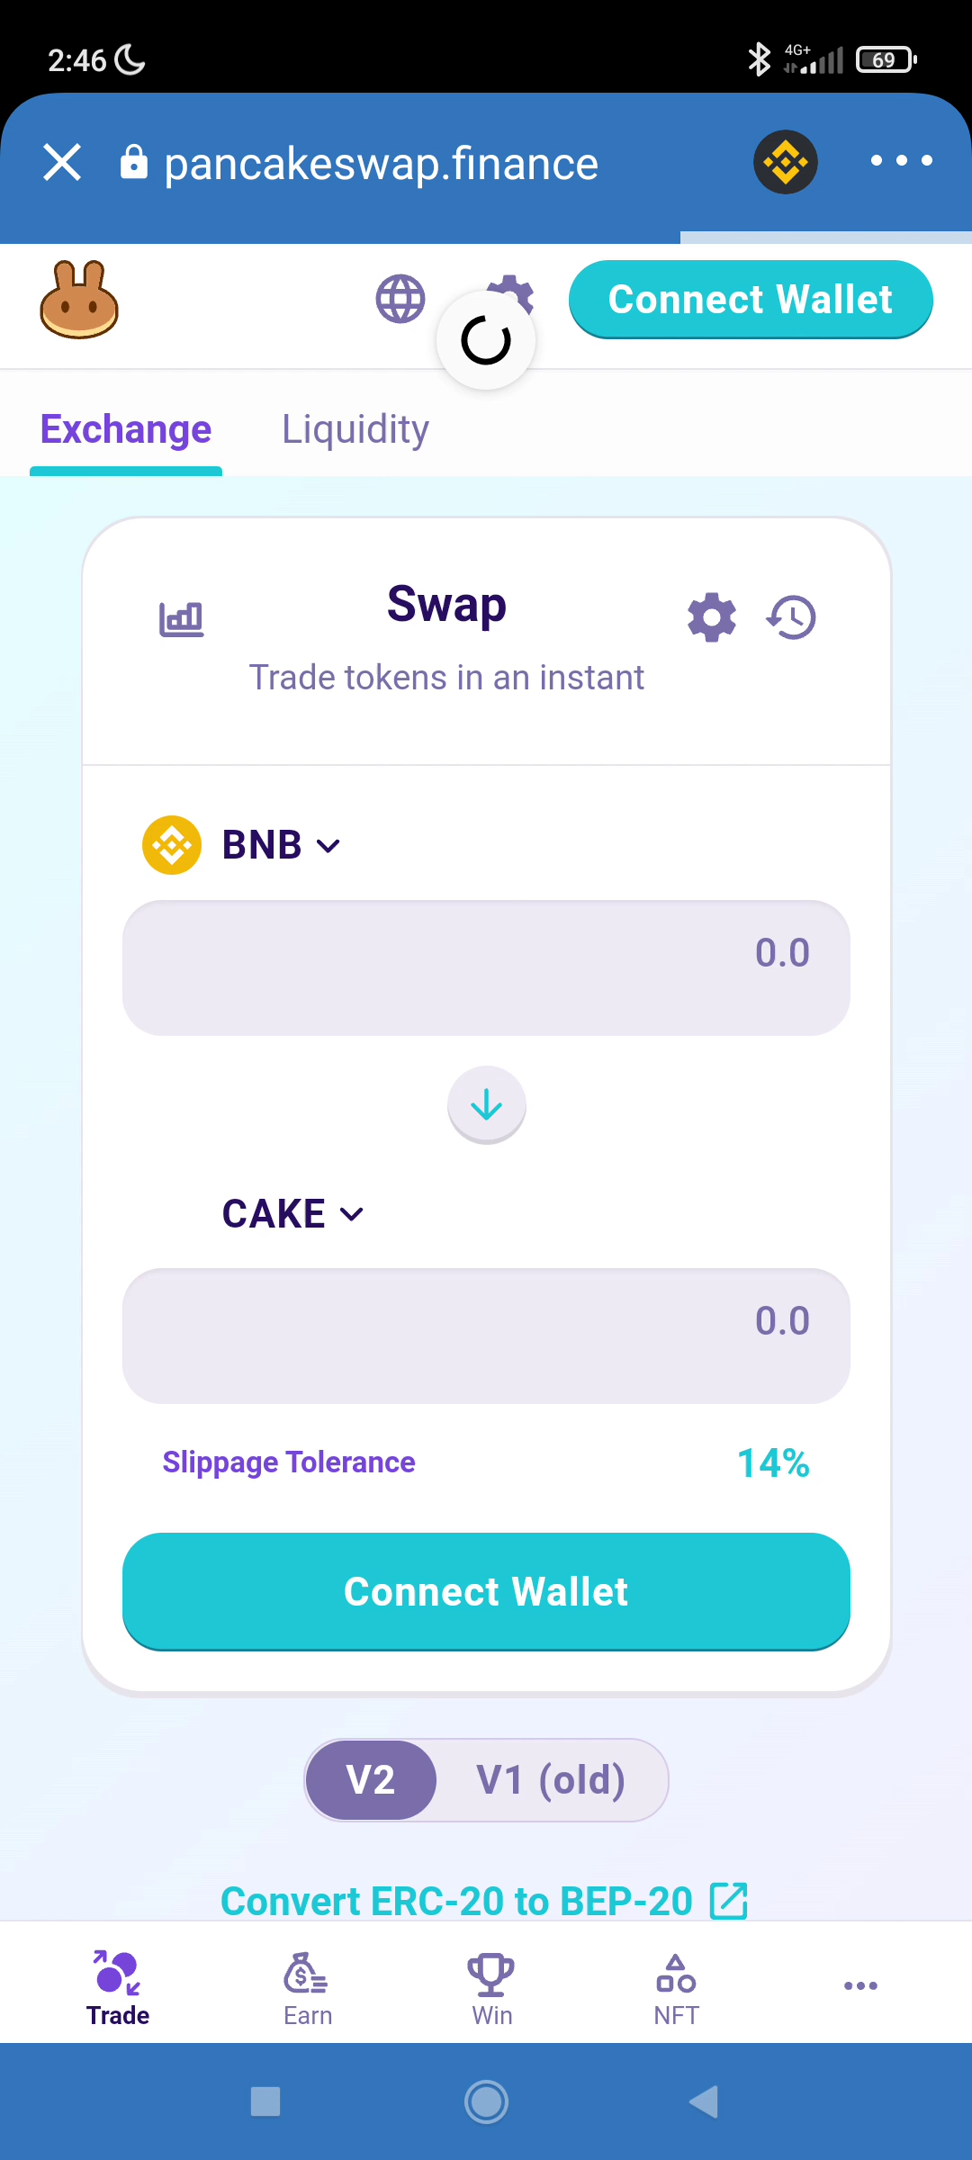 2:46 4G+ 69
pancakeswap.finance
Connect Wallet
Exchange Liquidity
Swap
Trade tokens in an instant
BNB
0.0
CAKE
0.0
Slippage Tolerance 14%
Connect Wallet
V2 V1 (old)
Convert ERC-20 to BEP-20
Trade Earn Win NFT